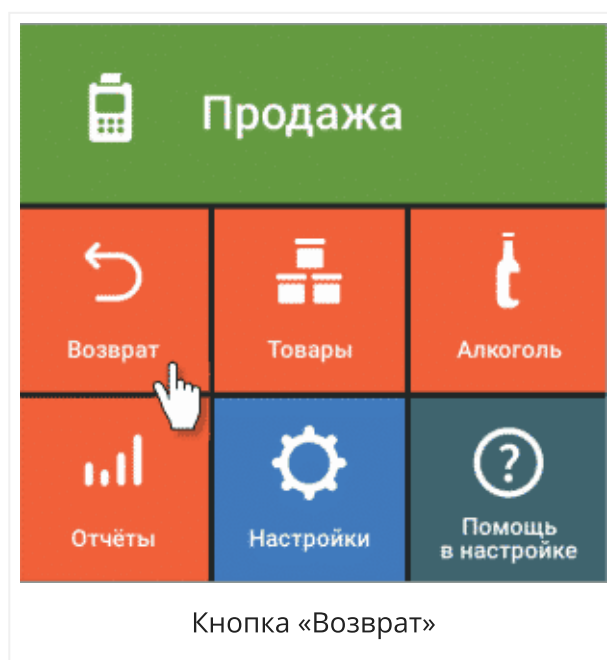 Продажа
Возврат
Товары
Алкоголь
Отчёты
Настройки
Помощь
в настройке
Кнопка «Возврат»